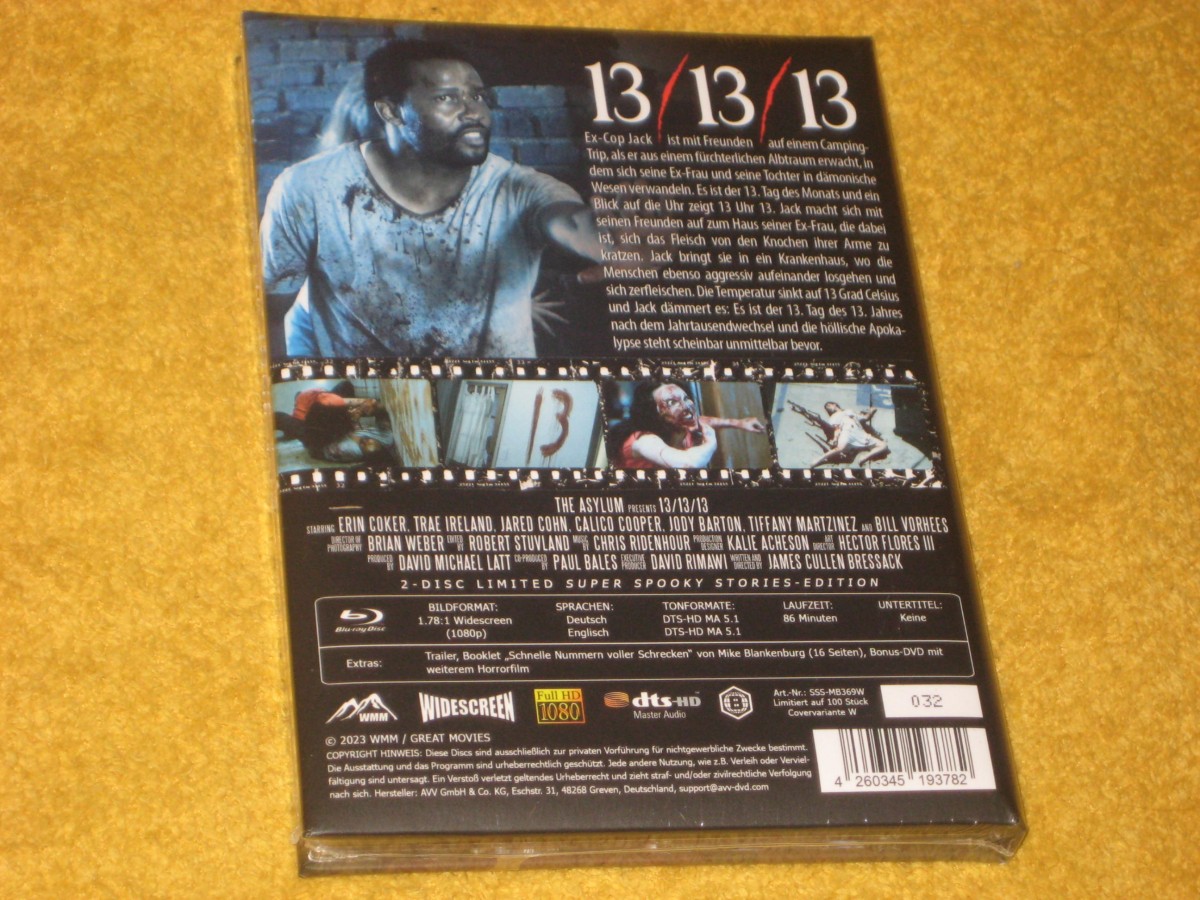 13/13/13
Ex-Cop Jack ist mit Freunden auf einem Camping-
Trip, als er aus einem fürchterlichen Albtraum erwacht, in
dem sich seine Ex-Frau und seine Tochter in dämonische
Wesen verwandeln. Es ist der 13. Tag des Monats und ein
Blick auf die Uhr zeigt 13 Uhr 13. Jack macht sich mit
seinen Freunden auf zum Haus seiner Ex-Frau, die dabei
ist, sich das Fleisch von den Knochen ihrer Arme zu
kratzen. Jack bringt sie in ein Krankenhaus, wo die
Menschen ebenso aggressiv aufeinander losgehen und
sich zerfleischen. Die Temperatur sinkt auf 13 Grad Celsius
und Jack dämmert es: Es ist der 13. Tag des 13. Jahres
nach dem Jahrtausendwechsel und die höllische Apoka-
lypse steht scheinbar unmittelbar bevor.
13
THE ASYLUM PRESENTS 13/13/13
STARRING ERIN COKER, TRAE IRELAND, JARED COHN, CALICO COOPER, JODY BARTON, TIFFANY MARTZINEZ AND BILL VORHEES
DIRECTOR OF PHOTOGRAPHY BRIAN WEBER EDITED BY ROBERT STUVLAND MUSIC BY CHRIS RIDENHOUR PRODUCTION DESIGNER KALIE ACHESON ART DIRECTOR HECTOR FLORES III
PRODUCED BY DAVID MICHAEL LATT CO-PRODUCED BY PAUL BALES EXECUTIVE PRODUCER DAVID RIMAWI WRITTEN AND DIRECTED BY JAMES CULLEN BRESSACK
2-DISC LIMITED SUPER SPOOKY STORIES-EDITION
Blu-ray Disc
BILDFORMAT: SPRACHEN: TONFORMATE: LAUFZEIT: UNTERTITEL:
1.78:1 Widescreen Deutsch DTS-HD MA 5.1 86 Minuten Keine
(1080p) Englisch DTS-HD MA 5.1
Extras: Trailer, Booklet „Schnelle Nummern voller Schrecken" von Mike Blankenburg (16 Seiten), Bonus-DVD mit
weiterem Horrorfilm
WMM WIDESCREEN Full HD 1080 dts-HD Master Audio
Art.-Nr.: SSS-MB369W
Limitiert auf 100 Stück
Covervariante W
032
© 2023 WMM / GREAT MOVIES
COPYRIGHT HINWEIS: Diese Discs sind ausschließlich zur privaten Vorführung für nichtgewerbliche Zwecke bestimmt.
Die Ausstattung und das Programm sind urheberrechtlich geschützt. Jede andere Nutzung, wie z.B. Verleih oder Verviel-
fältigung sind untersagt. Ein Verstoß verletzt geltendes Urheberrecht und zieht straf- und/oder zivilrechtliche Verfolgung
nach sich. Hersteller: AVV GmbH & Co. KG, Eschstr. 31, 48268 Greven, Deutschland, support@avv-dvd.com
4 260345 193782